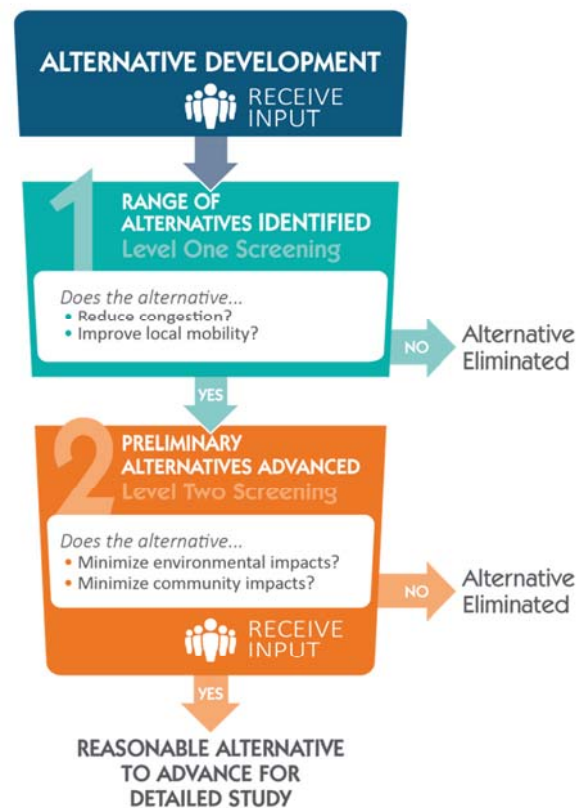 ALTERNATIVE DEVELOPMENT
RECEIVE
INPUT
1
RANGE OF
ALTERNATIVES IDENTIFIED
Level One Screening
Does the alternative...
• Reduce congestion?
• Improve local mobility?
NO
Alternative
Eliminated
YES
2
PRELIMINARY
ALTERNATIVES ADVANCED
Level Two Screening
Does the alternative...
• Minimize environmental impacts?
• Minimize community impacts?
NO
Alternative
Eliminated
RECEIVE
INPUT
YES
REASONABLE ALTERNATIVE
TO ADVANCE FOR
DETAILED STUDY